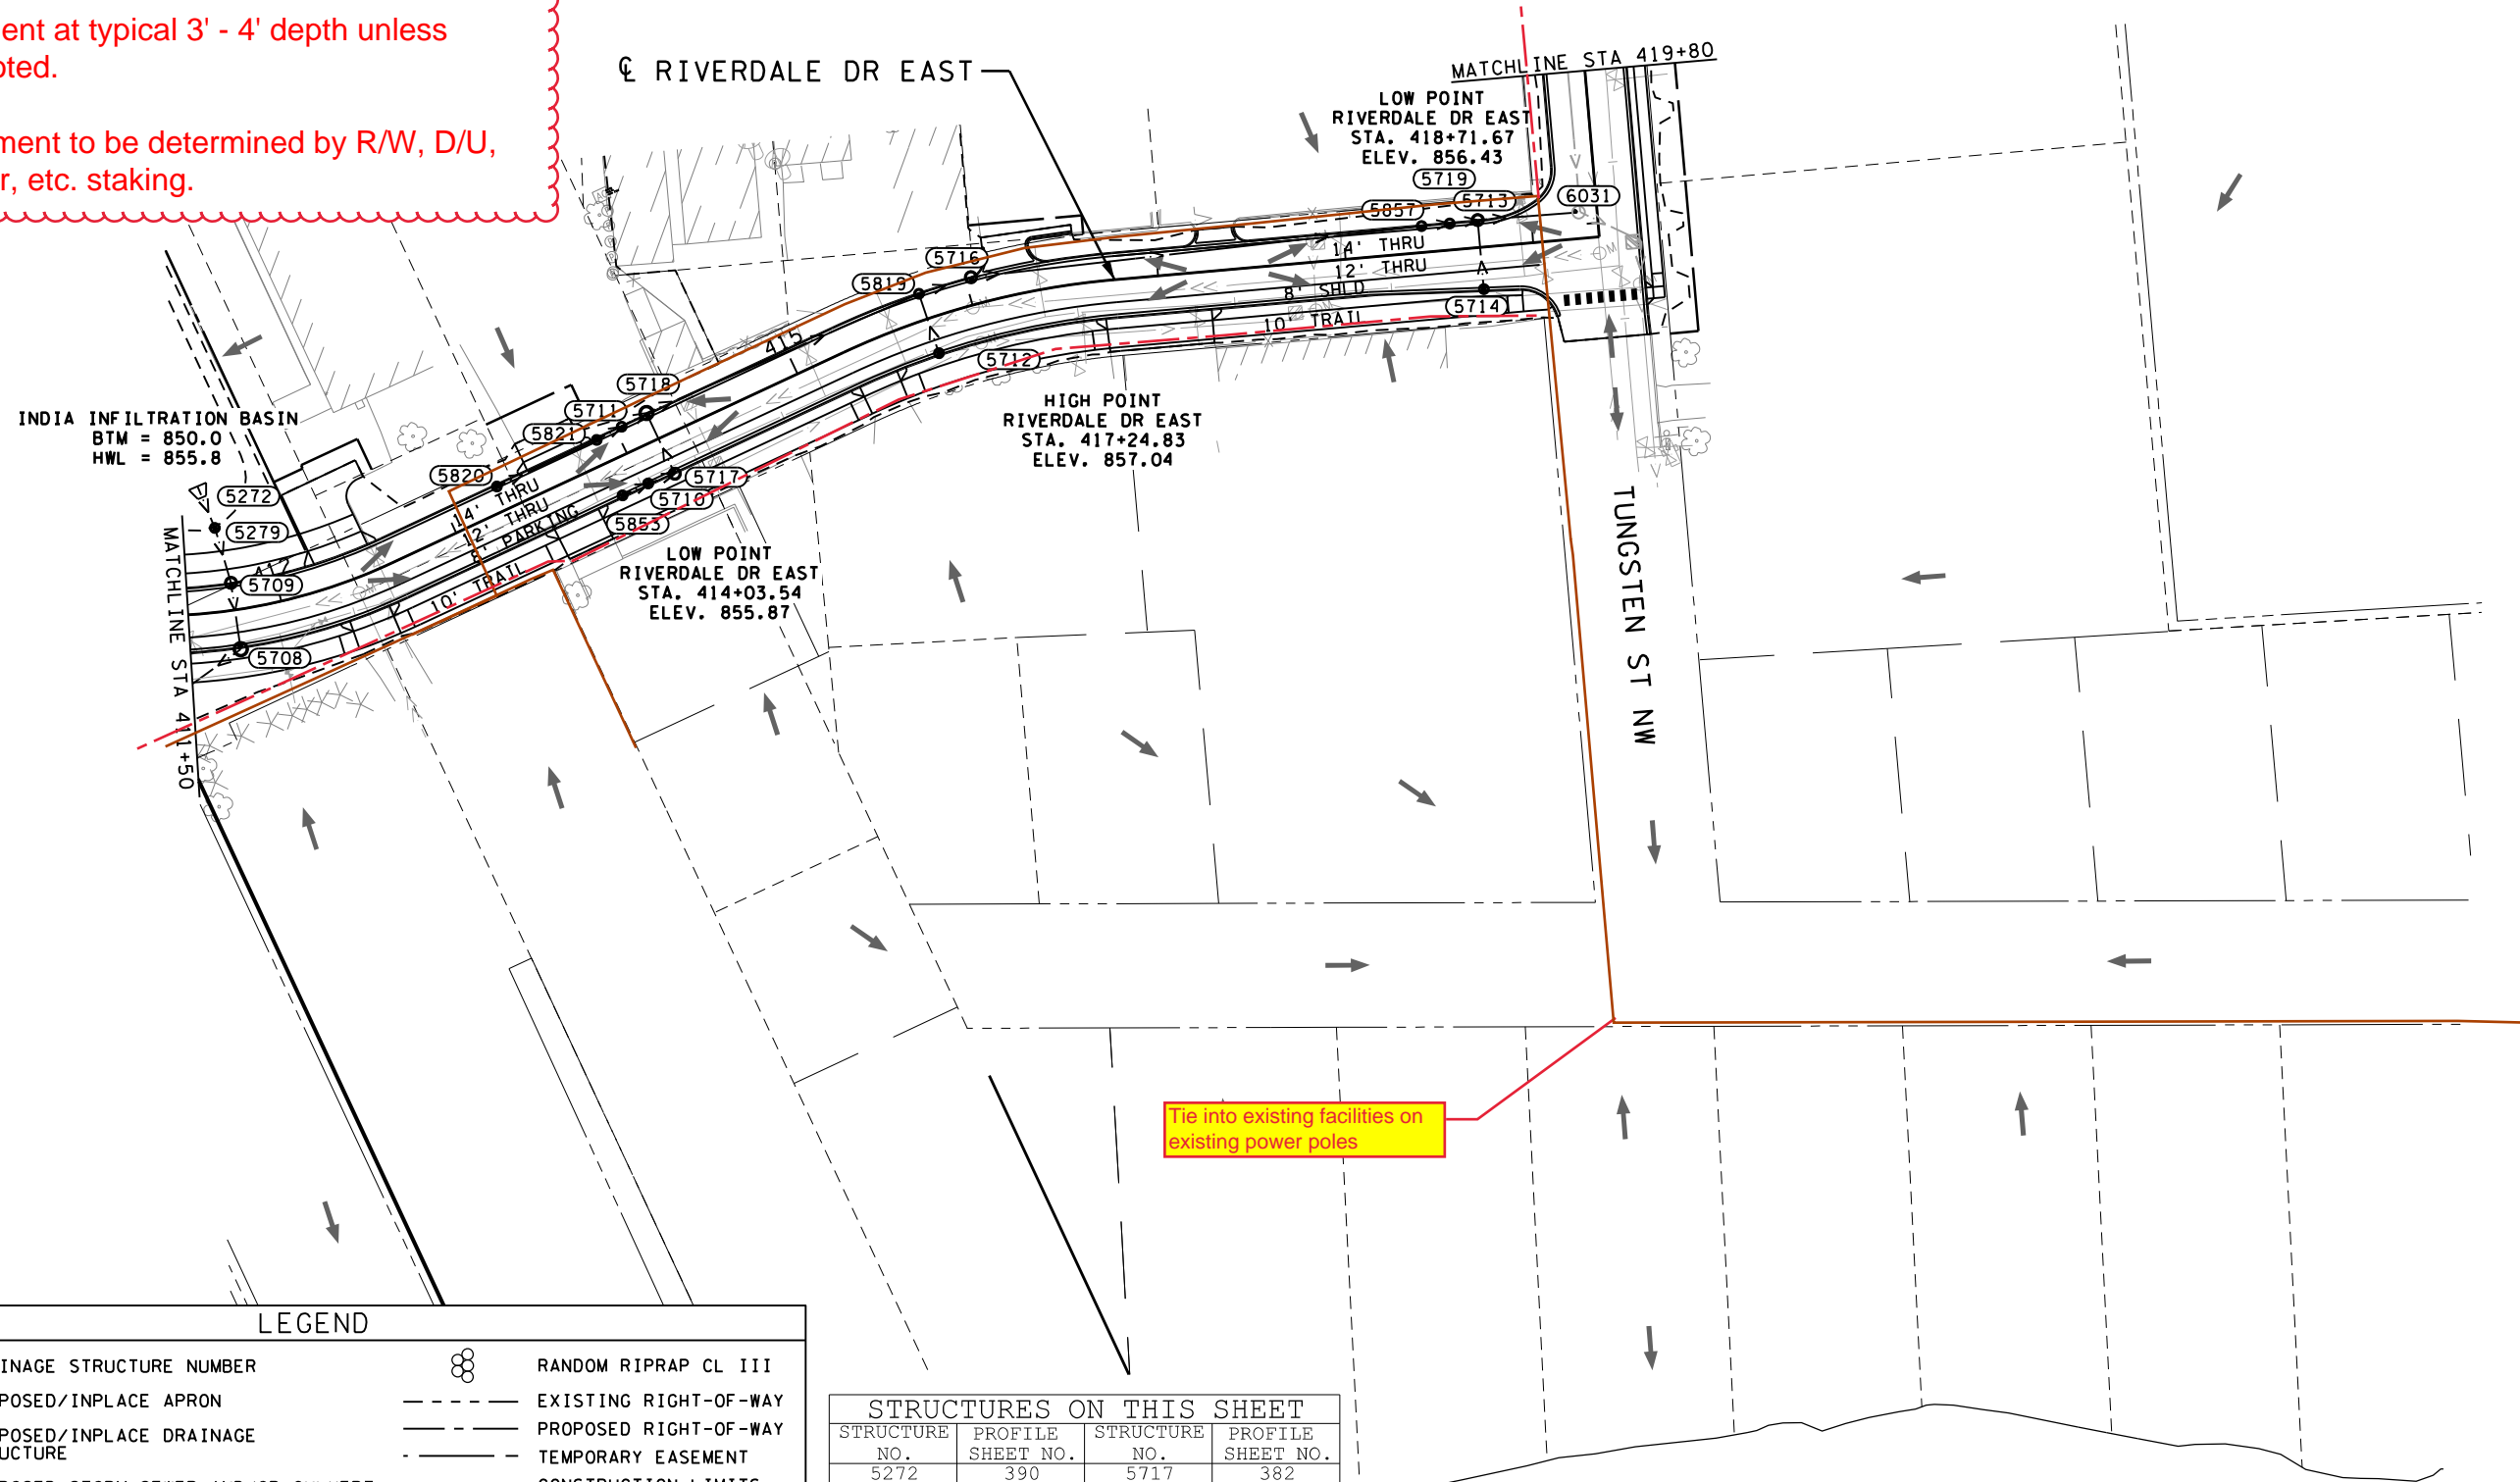 ent at typical 3' - 4' depth unless
oted.
ment to be determined by R/W, D/U,
r, etc. staking.
℄ RIVERDALE DR EAST
MATCHLINE STA 419+80
LOW POINT
RIVERDALE DR EAST
STA. 418+71.67
ELEV. 856.43
5719
5857
5713
6031
14' THRU
12' THRU
8' SHLD
10' TRAIL
5714
5716
5819
415
5712
5718
5711
5821
5820
INDIA INFILTRATION BASIN
BTM = 850.0
HWL = 855.8
HIGH POINT
RIVERDALE DR EAST
STA. 417+24.83
ELEV. 857.04
5272
5279
5717
5710
5853
14' THRU
12' THRU
8' PARKING
10' TRAIL
412
5709
5708
MATCHLINE STA 411+50
LOW POINT
RIVERDALE DR EAST
STA. 414+03.54
ELEV. 855.87
TUNGSTEN ST NW
Tie into existing facilities on
existing power poles
LEGEND
INAGE STRUCTURE NUMBER
RANDOM RIPRAP CL III
POSED/INPLACE APRON
EXISTING RIGHT-OF-WAY
POSED/INPLACE DRAINAGE
UCTURE
PROPOSED RIGHT-OF-WAY
TEMPORARY EASEMENT
STRUCTURES ON THIS SHEET
STRUCTURE NO. PROFILE SHEET NO. STRUCTURE NO. PROFILE SHEET NO.
5272 390 5717 382